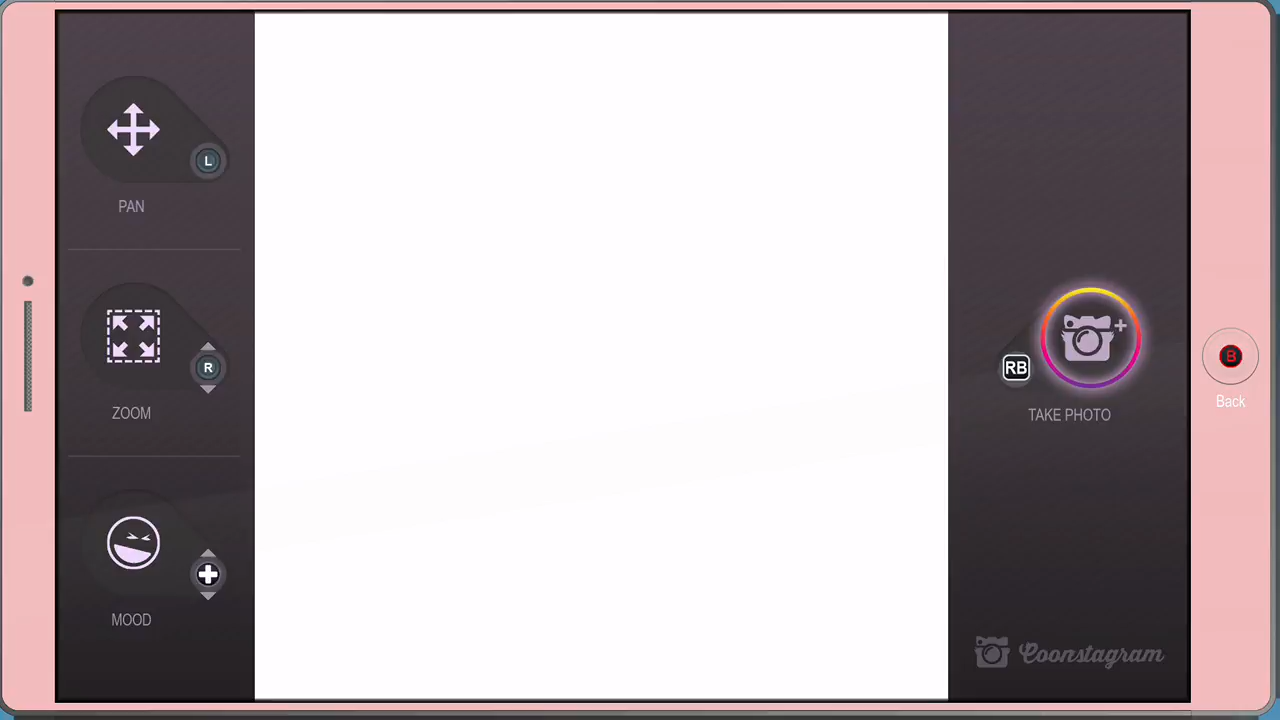 L
PAN
R
ZOOM
MOOD
RB
TAKE PHOTO
B
Back
Coonstagram